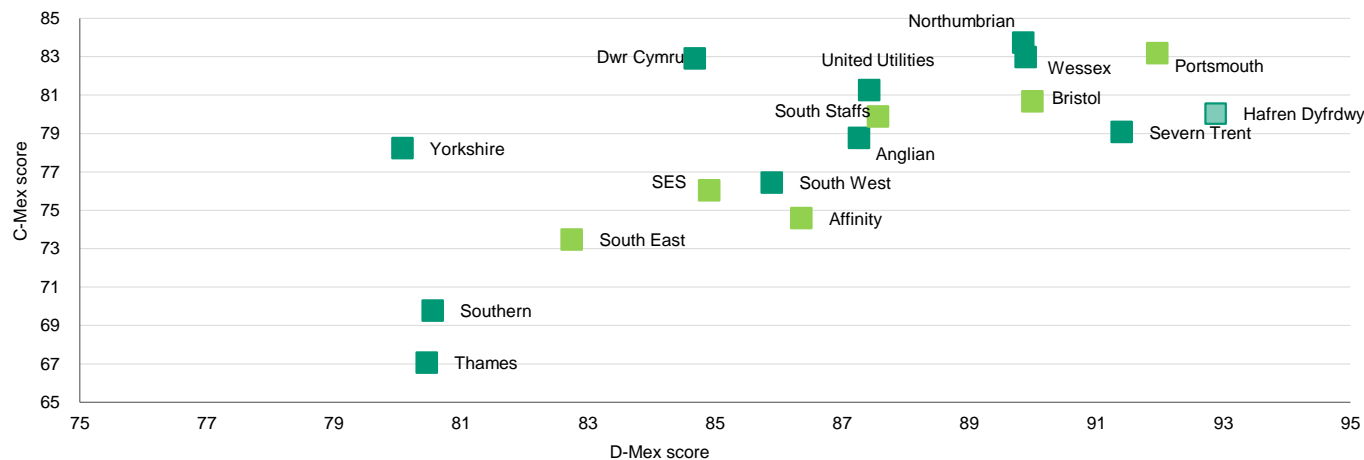 85
83
81
79
77
75
73
71
69
67
65
C-Mex score
Northumbrian
Dwr Cymru
United Utilities
Wessex
Portsmouth
South Staffs
Bristol
Hafren Dyfrdwy
Severn Trent
Yorkshire
Anglian
SES
South West
Affinity
South East
Southern
Thames
75
77
79
81
83
85
87
89
91
93
95
D-Mex score